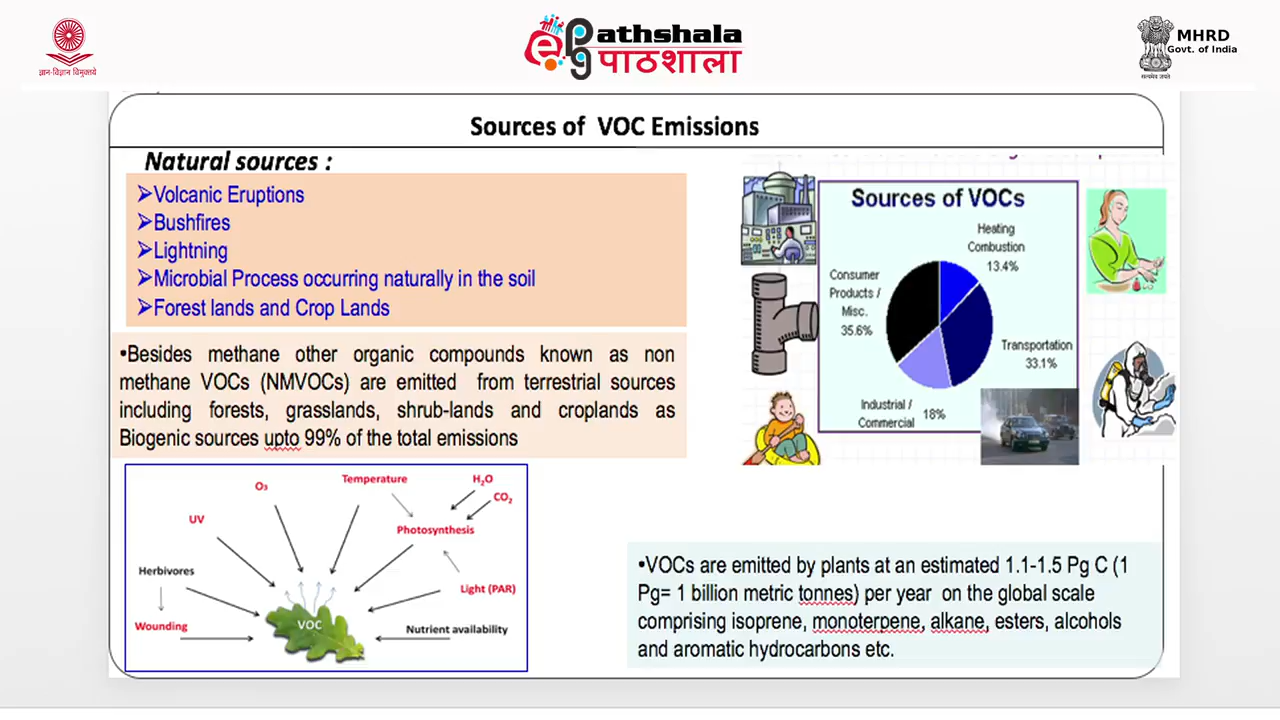 ज्ञान-विज्ञान विमुक्तये
epgathshala
पाठशाला
MHRD
Govt. of India
सत्यमेव जयते
Sources of VOC Emissions
Natural sources :
➢Volcanic Eruptions
➢Bushfires
➢Lightning
➢Microbial Process occurring naturally in the soil
➢Forest lands and Crop Lands
•Besides methane other organic compounds known as non
methane VOCs (NMVOCs) are emitted from terrestrial sources
including forests, grasslands, shrub-lands and croplands as
Biogenic sources upto 99% of the total emissions
Sources of VOCs
Heating
Combustion
13.4%
Consumer
Products /
Misc.
35.6%
Transportation
33.1%
Industrial /
Commercial 18%
O₃
Temperature
H₂O
CO₂
UV
Photosynthesis
Herbivores
Light (PAR)
Wounding
VOC
Nutrient availability
•VOCs are emitted by plants at an estimated 1.1-1.5 Pg C (1
Pg= 1 billion metric tonnes) per year on the global scale
comprising isoprene, monoterpene, alkane, esters, alcohols
and aromatic hydrocarbons etc.